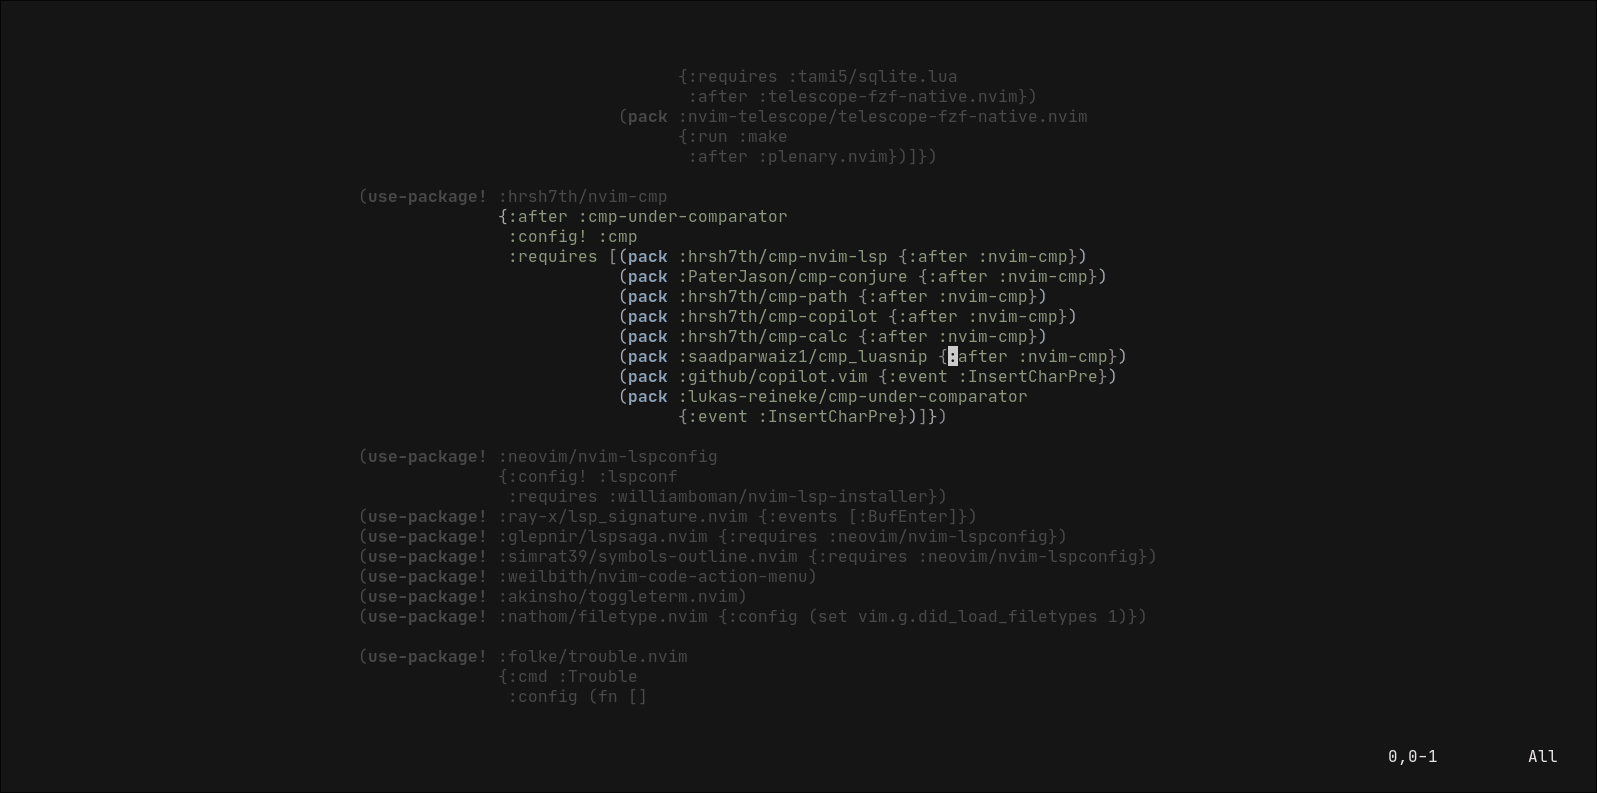 {:requires :tami5/sqlite.lua
:after :telescope-fzf-native.nvim})
(pack :nvim-telescope/telescope-fzf-native.nvim
{:run :make
:after :plenary.nvim})]})
(use-package! :hrsh7th/nvim-cmp
{:after :cmp-under-comparator
:config! :cmp
:requires [(pack :hrsh7th/cmp-nvim-lsp {:after :nvim-cmp})
(pack :PaterJason/cmp-conjure {:after :nvim-cmp})
(pack :hrsh7th/cmp-path {:after :nvim-cmp})
(pack :hrsh7th/cmp-copilot {:after :nvim-cmp})
(pack :hrsh7th/cmp-calc {:after :nvim-cmp})
(pack :saadparwaiz1/cmp_luasnip {:after :nvim-cmp})
(pack :github/copilot.vim {:event :InsertCharPre})
(pack :lukas-reineke/cmp-under-comparator
{:event :InsertCharPre})]})
(use-package! :neovim/nvim-lspconfig
{:config! :lspconf
:requires :williamboman/nvim-lsp-installer})
(use-package! :ray-x/lsp_signature.nvim {:events [:BufEnter]})
(use-package! :glepnir/lspsaga.nvim {:requires :neovim/nvim-lspconfig})
(use-package! :simrat39/symbols-outline.nvim {:requires :neovim/nvim-lspconfig})
(use-package! :weilbith/nvim-code-action-menu)
(use-package! :akinsho/toggleterm.nvim)
(use-package! :nathom/filetype.nvim {:config (set vim.g.did_load_filetypes 1)})
(use-package! :folke/trouble.nvim
{:cmd :Trouble
:config (fn []
0,0-1 All